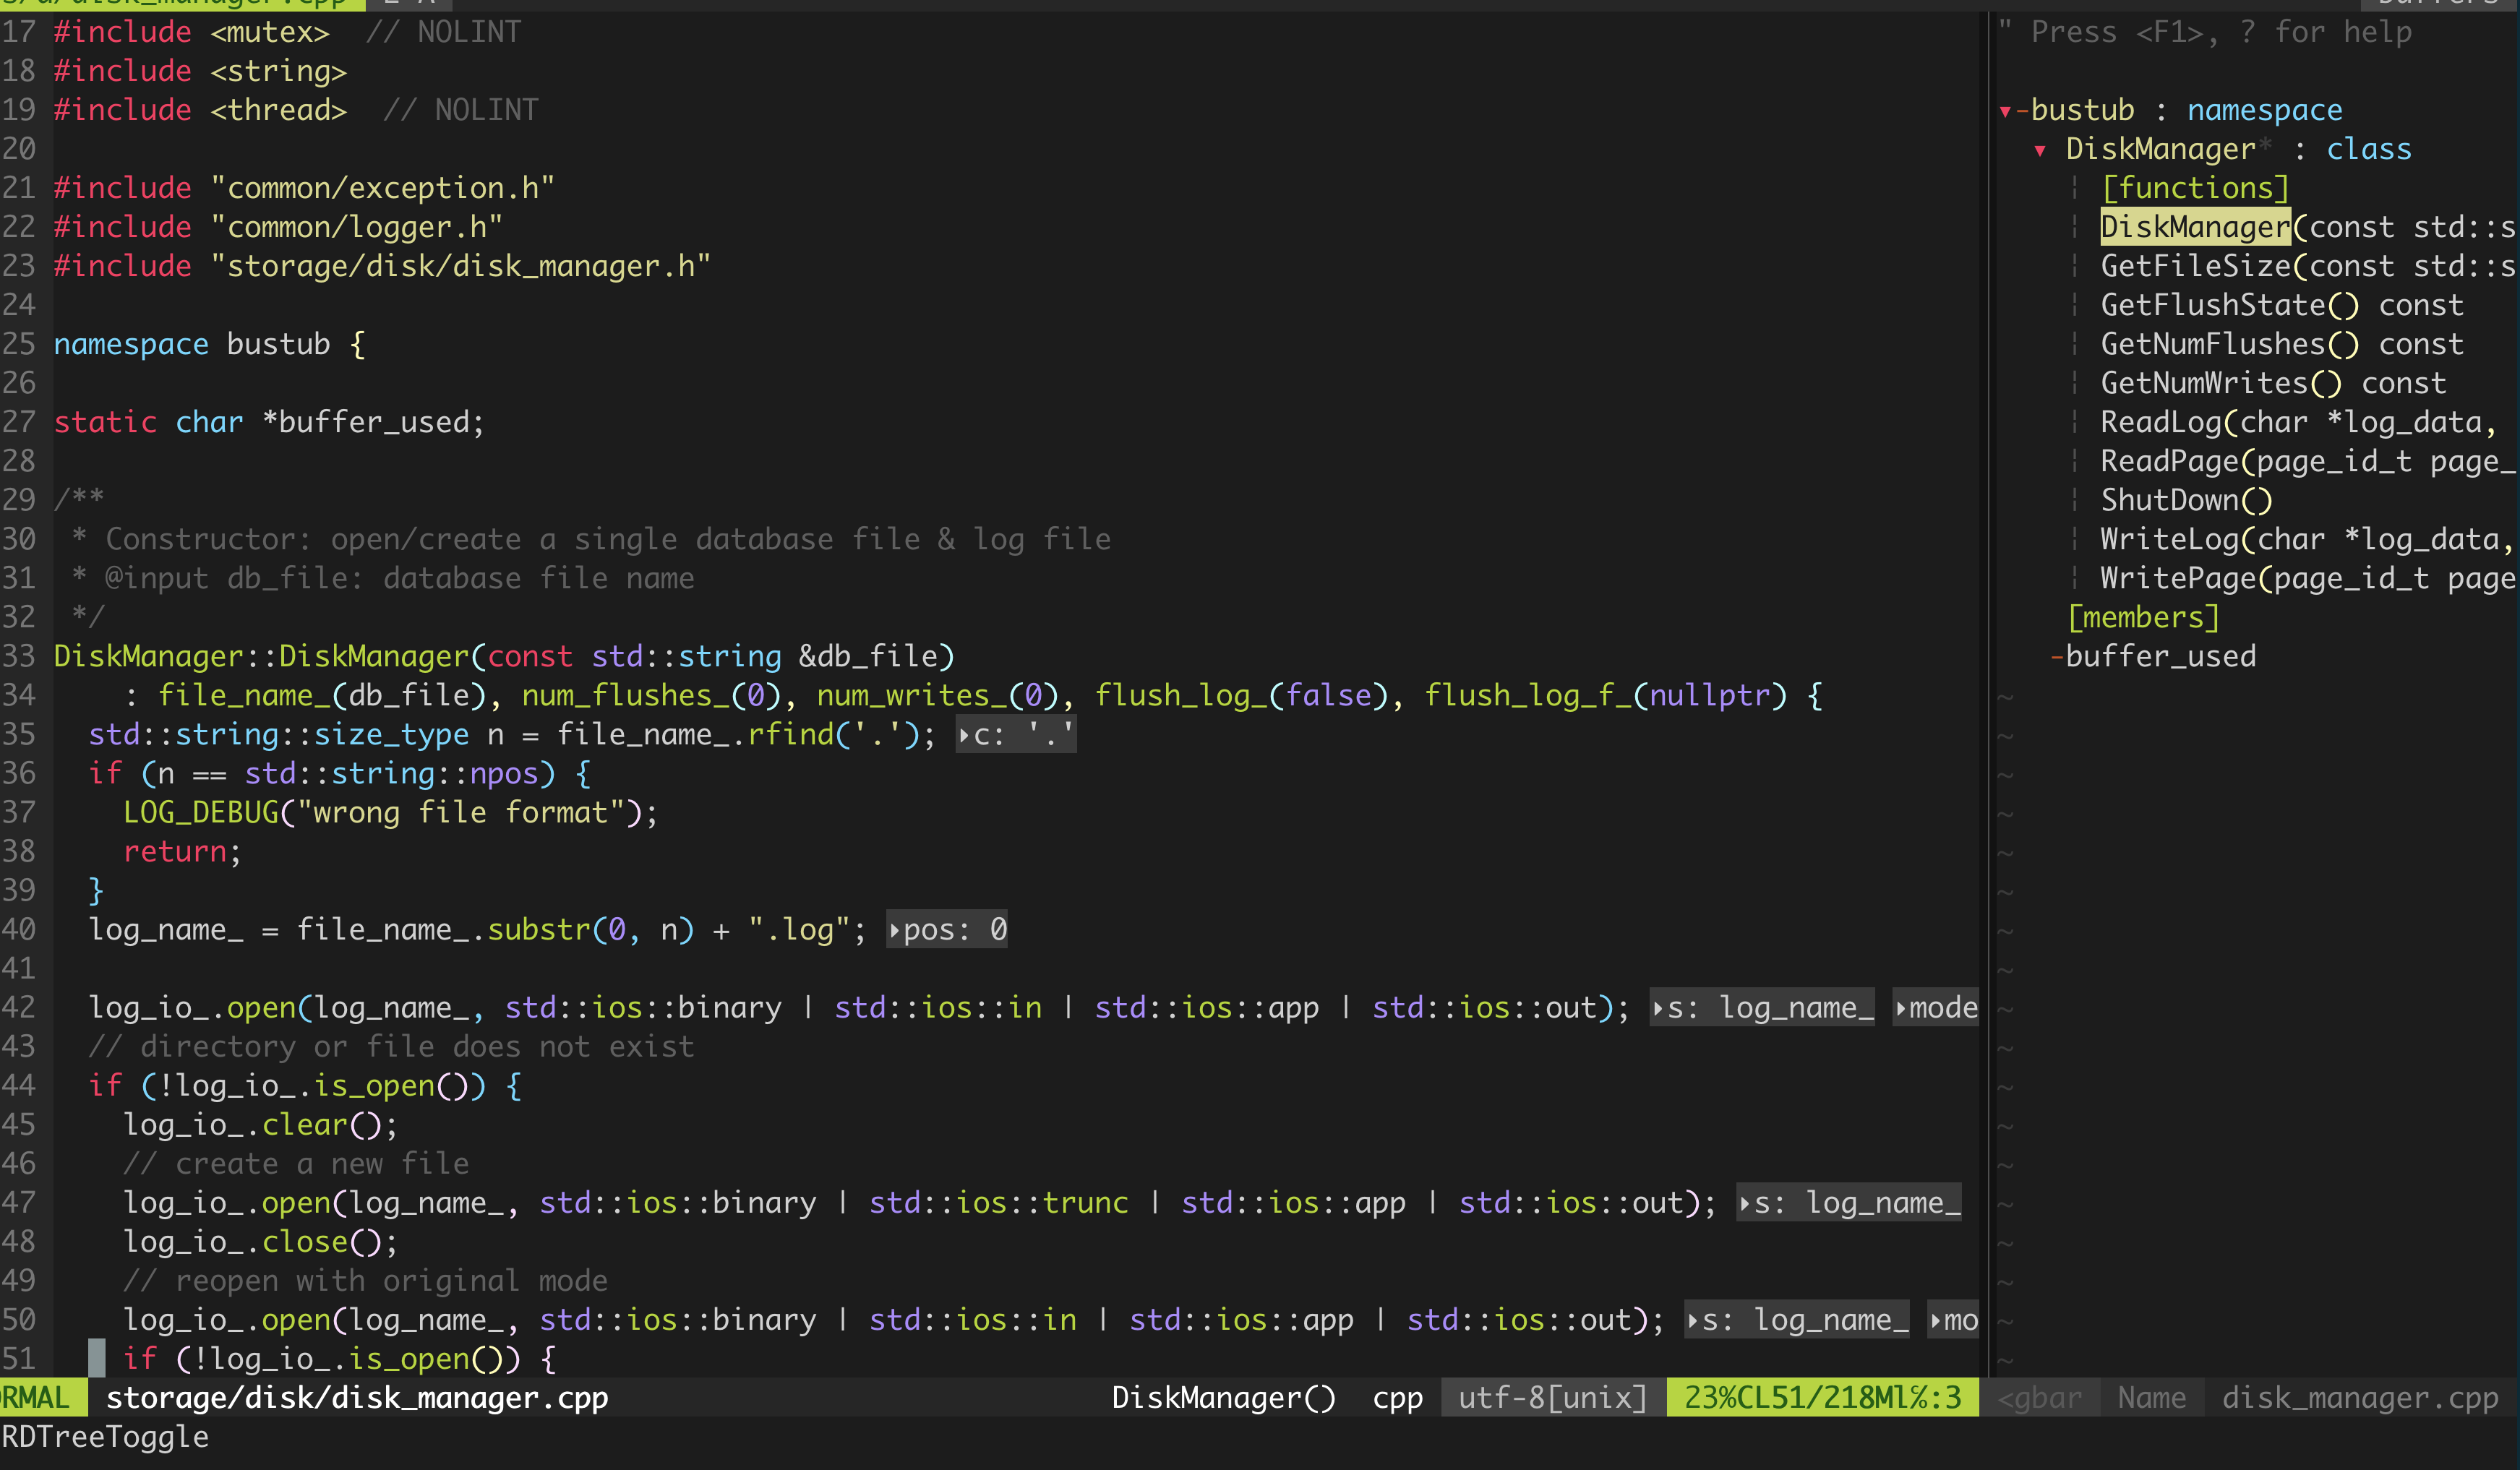 s/d/disk_manager.cpp
Buffers
17 #include <mutex>  // NOLINT
18 #include <string>
19 #include <thread>  // NOLINT
20
21 #include "common/exception.h"
22 #include "common/logger.h"
23 #include "storage/disk/disk_manager.h"
24
25 namespace bustub {
26
27 static char *buffer_used;
28
29 /**
30  * Constructor: open/create a single database file & log file
31  * @input db_file: database file name
32  */
33 DiskManager::DiskManager(const std::string &db_file)
34     : file_name_(db_file), num_flushes_(0), num_writes_(0), flush_log_(false), flush_log_f_(nullptr) {
35   std::string::size_type n = file_name_.rfind('.'); ‣c: '.'
36   if (n == std::string::npos) {
37     LOG_DEBUG("wrong file format");
38     return;
39   }
40   log_name_ = file_name_.substr(0, n) + ".log"; ‣pos: 0
41
42   log_io_.open(log_name_, std::ios::binary | std::ios::in | std::ios::app | std::ios::out); ‣s: log_name_ ‣mode
43   // directory or file does not exist
44   if (!log_io_.is_open()) {
45     log_io_.clear();
46     // create a new file
47     log_io_.open(log_name_, std::ios::binary | std::ios::trunc | std::ios::app | std::ios::out); ‣s: log_name_
48     log_io_.close();
49     // reopen with original mode
50     log_io_.open(log_name_, std::ios::binary | std::ios::in | std::ios::app | std::ios::out); ‣s: log_name_ ‣mo
51     if (!log_io_.is_open()) {
" Press <F1>, ? for help
▾-bustub : namespace
▾ DiskManager* : class
¦ [functions]
¦ DiskManager(const std::s
¦ GetFileSize(const std::s
¦ GetFlushState() const
¦ GetNumFlushes() const
¦ GetNumWrites() const
¦ ReadLog(char *log_data,
¦ ReadPage(page_id_t page_
¦ ShutDown()
¦ WriteLog(char *log_data,
¦ WritePage(page_id_t page
[members]
-buffer_used
ORMAL storage/disk/disk_manager.cpp DiskManager() cpp utf-8[unix] 23%␊51/218㏑℅:3 <gbar Name disk_manager.cpp
RDTreeToggle